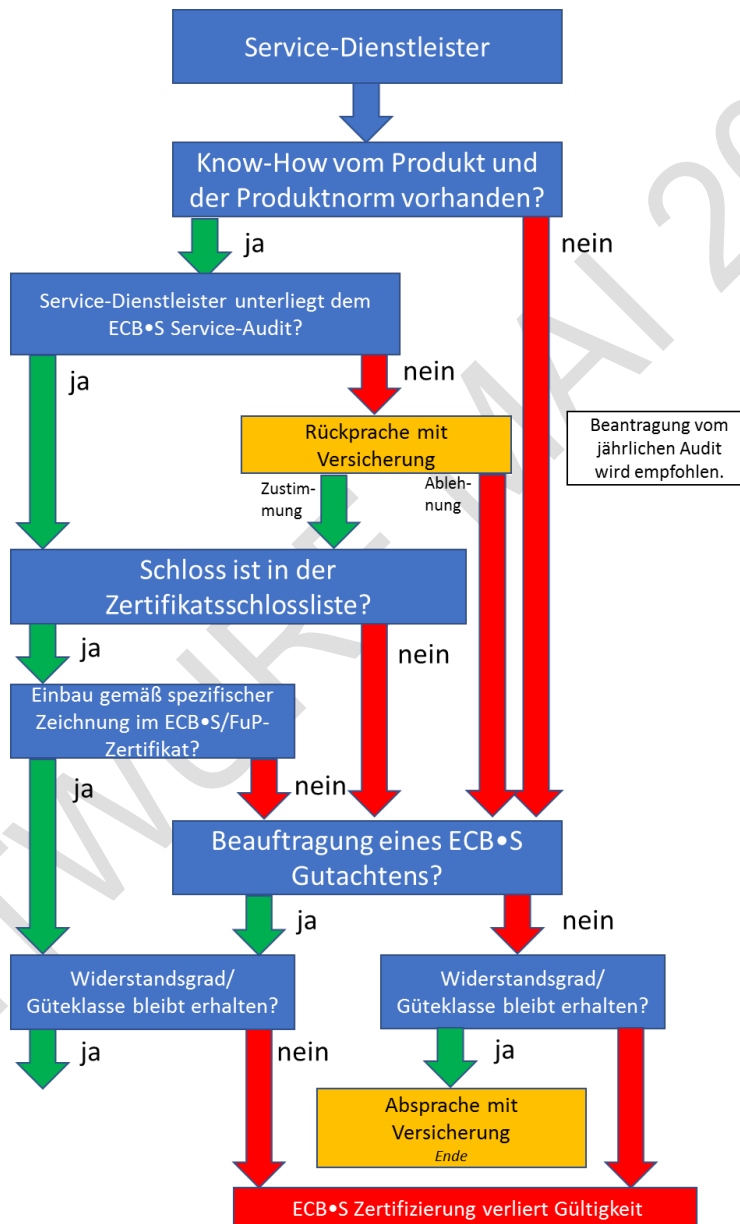 Service-Dienstleister
Know-How vom Produkt und
der Produktnorm vorhanden?
ja
nein
Service-Dienstleister unterliegt dem
ECB•S Service-Audit?
ja
nein
Rückprache mit
Versicherung
Beantragung vom
jährlichen Audit
wird empfohlen.
Zustim-
mung
Ableh-
nung
Schloss ist in der
Zertifikatsschlossliste?
ja
nein
Einbau gemäß spezifischer
Zeichnung im ECB•S/FuP-
Zertifikat?
ja
nein
Beauftragung eines ECB•S
Gutachtens?
ja
nein
Widerstandsgrad/
Güteklasse bleibt erhalten?
Widerstandsgrad/
Güteklasse bleibt erhalten?
ja
nein
ja
Absprache mit
Versicherung
Ende
ECB•S Zertifizierung verliert Gültigkeit